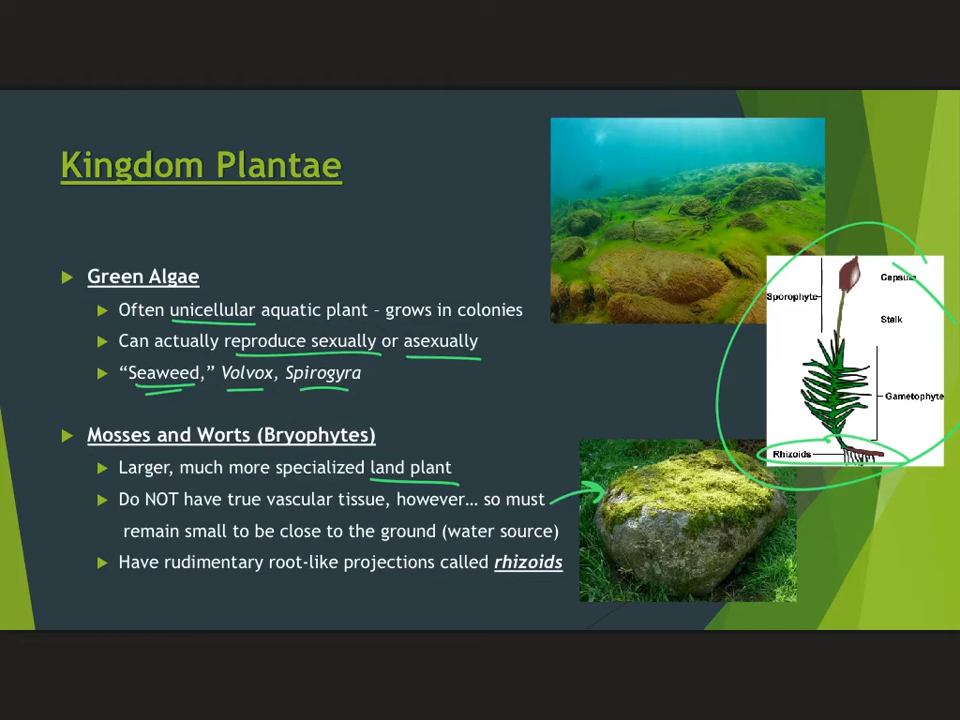 Kingdom Plantae
Green Algae
Often unicellular aquatic plant – grows in colonies
Can actually reproduce sexually or asexually
“Seaweed,” Volvox, Spirogyra
Mosses and Worts (Bryophytes)
Larger, much more specialized land plant
Do NOT have true vascular tissue, however… so must
remain small to be close to the ground (water source)
Have rudimentary root-like projections called rhizoids
Capsule
Sporophyte
Stalk
Gametophyte
Rhizoids